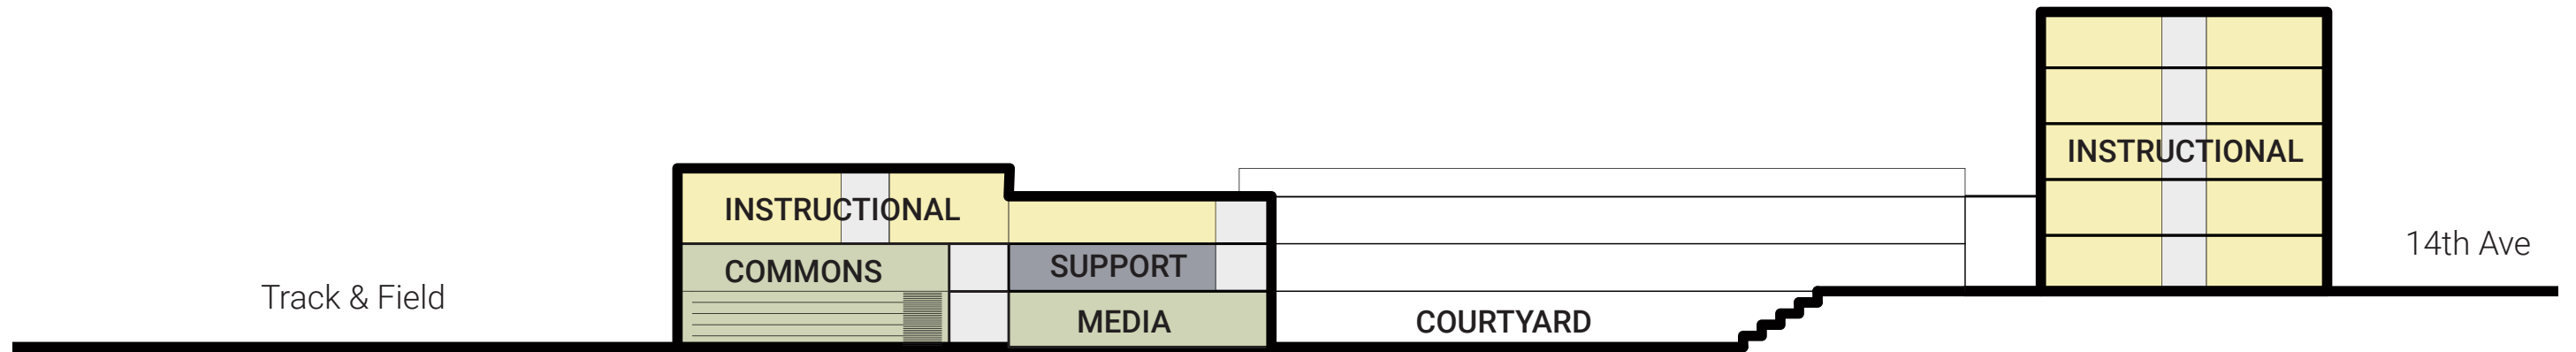 INSTRUCTIONAL
COMMONS
SUPPORT
MEDIA
Track & Field
COURTYARD
INSTRUCTIONAL
14th Ave